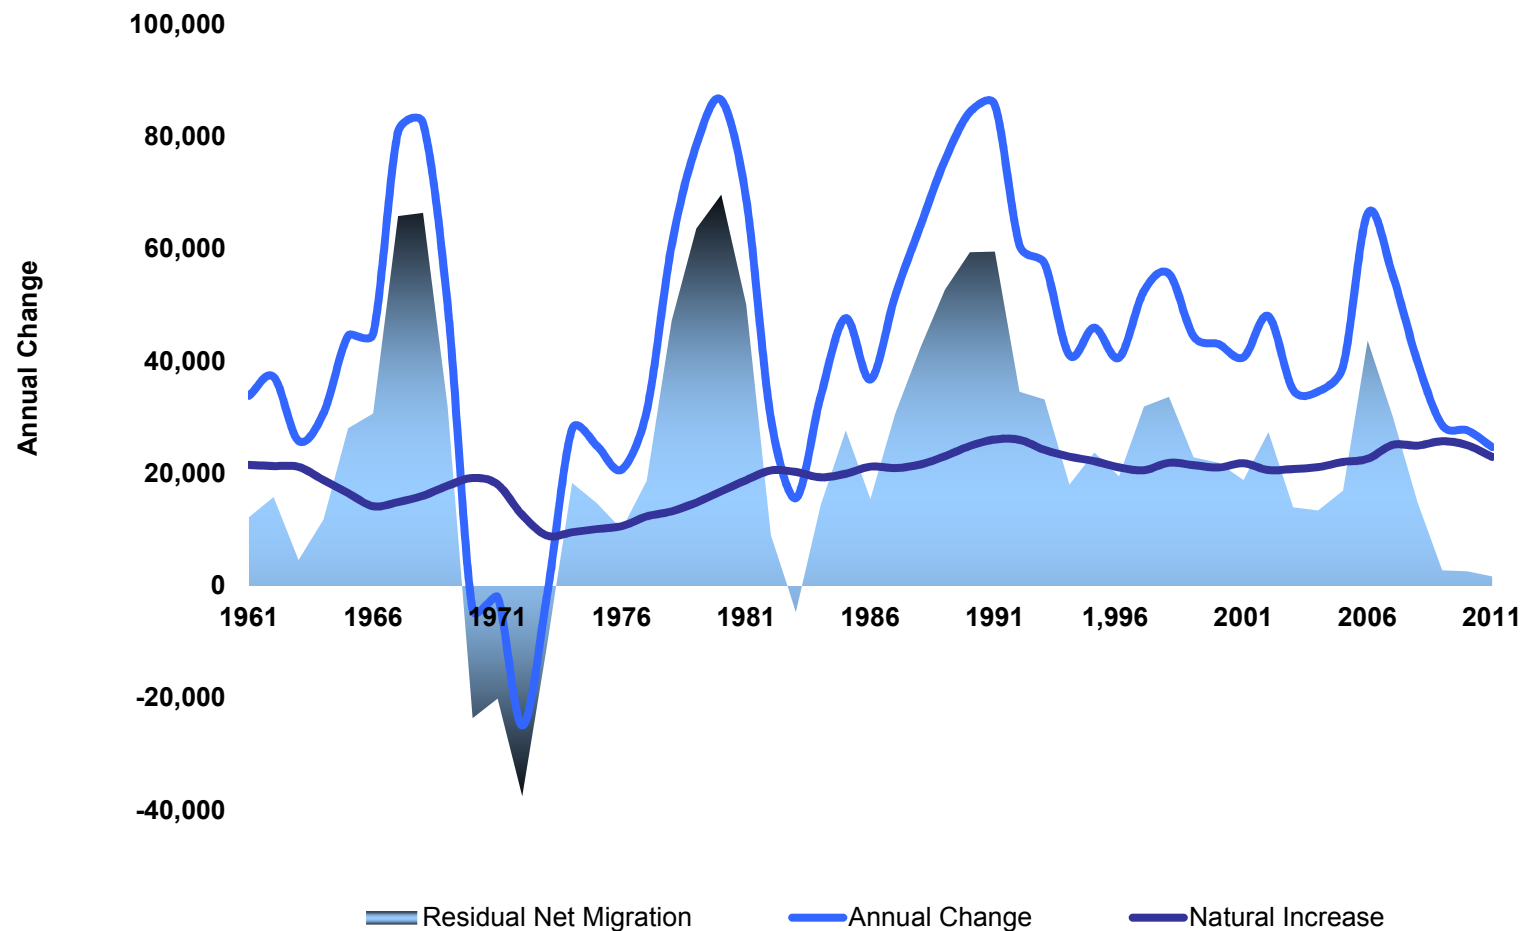 100,000
80,000
60,000
40,000
20,000
0
-20,000
-40,000
Annual Change
1961 1966 1971 1976 1981 1986 1991 1,996 2001 2006 2011
Residual Net Migration Annual Change Natural Increase